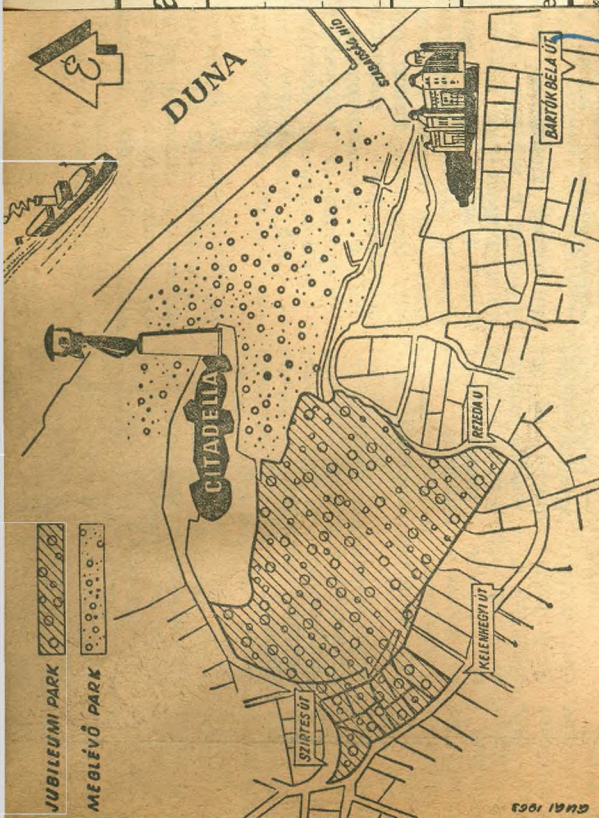 É
DUNA
SZABADSÁG HÍD
BARTÓK BÉLA ÚT
CITADELLA
REZEDA U
KELENHEGYI ÚT
SZIRTES ÚT
JUBILEUMI PARK
MEGLÉVŐ PARK